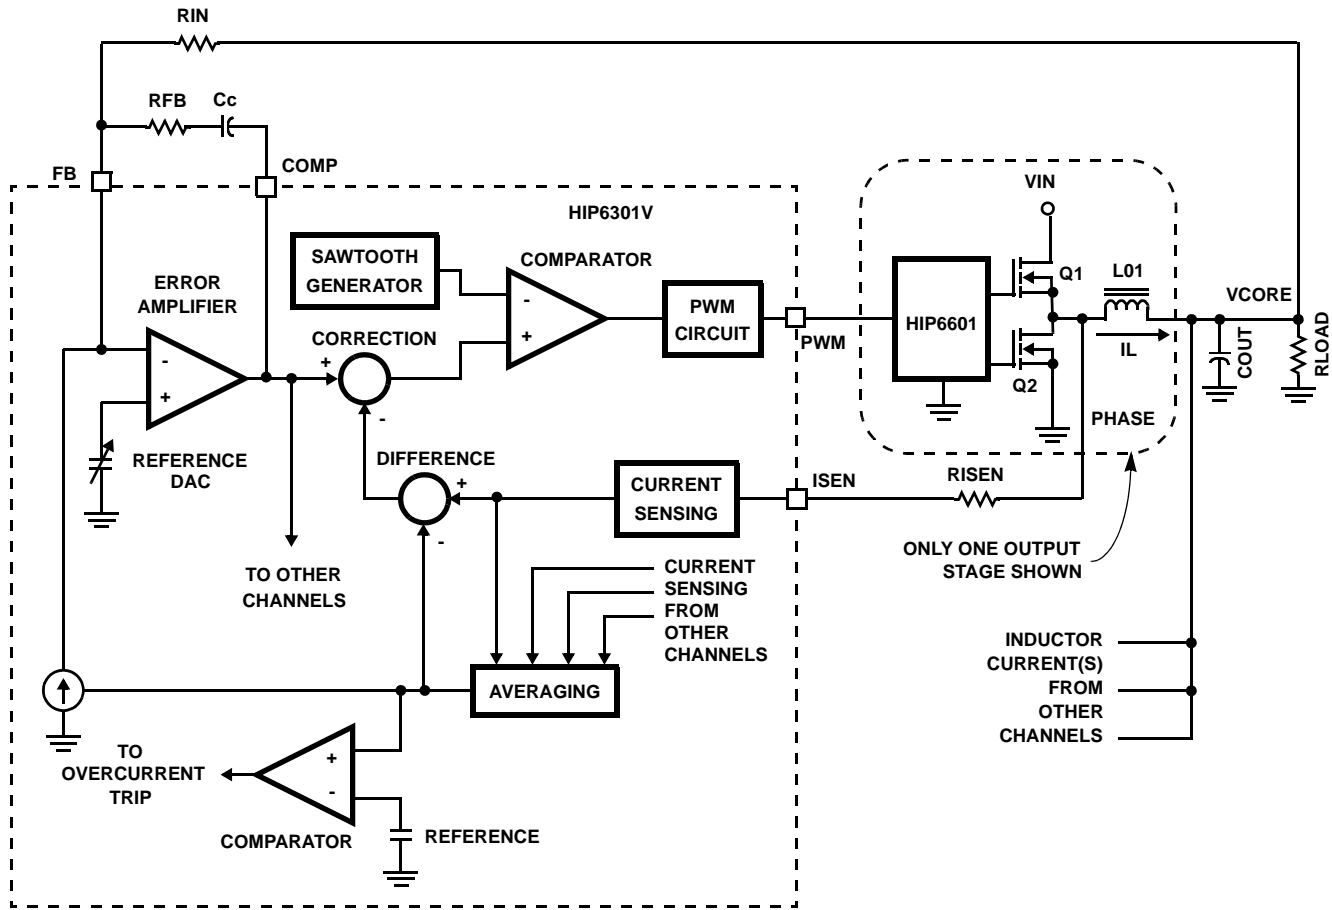 RIN
RFB
Cc
FB
COMP
HIP6301V
SAWTOOTH
GENERATOR
COMPARATOR
ERROR
AMPLIFIER
-
+
-
+
PWM
CIRCUIT
PWM
CORRECTION
+
-
REFERENCE
DAC
VIN
HIP6601
Q1
Q2
L01
IL
VCORE
COUT
RLOAD
PHASE
DIFFERENCE
+
-
CURRENT
SENSING
ISEN
RISEN
ONLY ONE OUTPUT
STAGE SHOWN
TO OTHER
CHANNELS
CURRENT
SENSING
FROM
OTHER
CHANNELS
AVERAGING
INDUCTOR
CURRENT(S)
FROM
OTHER
CHANNELS
TO
OVERCURRENT
TRIP
+
-
COMPARATOR
REFERENCE